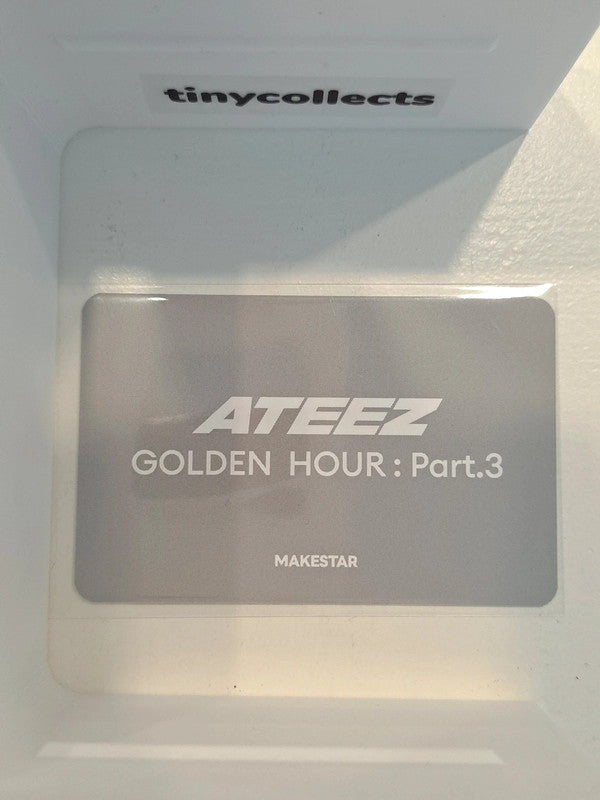 tinycollects
ATEEZ
GOLDEN HOUR : Part.3
MAKESTAR